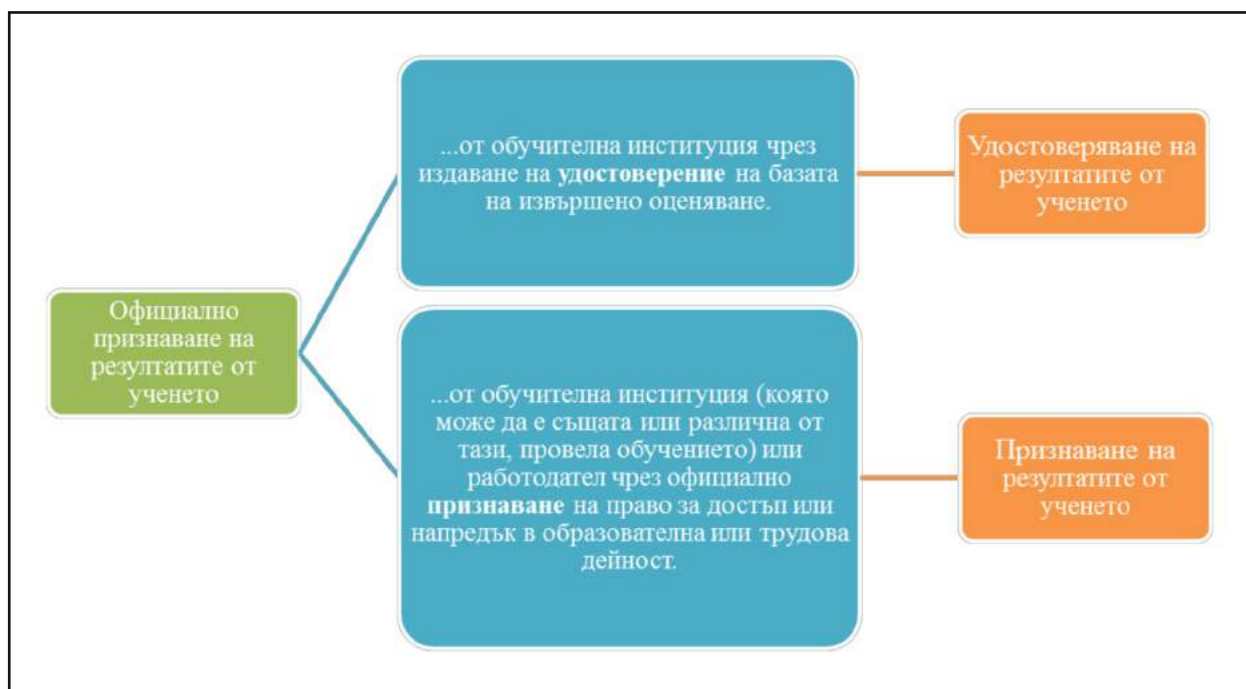 Официално
признаване на
резултатите от
ученето
...от обучителна институция чрез
издаване на удостоверение на базата
на извършено оценяване.
Удостоверяване на
резултатите от
ученето
...от обучителна институция (която
може да е същата или различна от
тази, провела обучението) или
работодател чрез официално
признаване на право за достъп или
напредък в образователна или трудова
дейност.
Признаване на
резултатите от
ученето